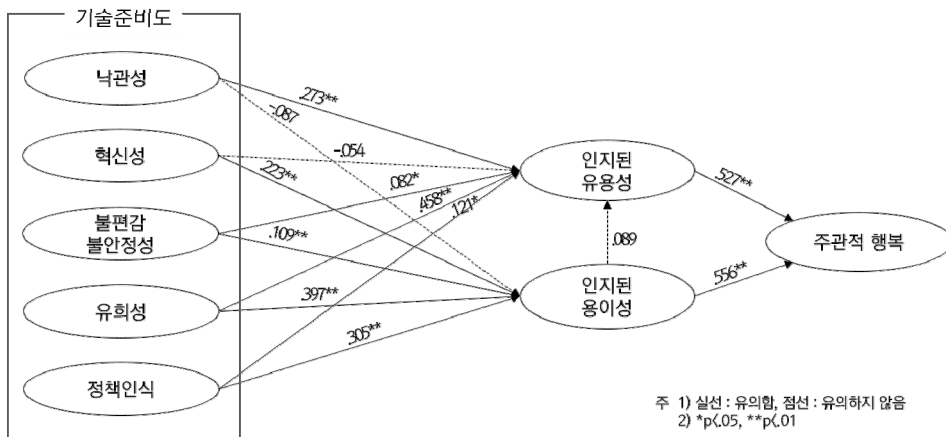 기술준비도
낙관성
혁신성
불편감
불안정성
유희성
정책인식
.273**
-.087
-.054
.223**
.082*
.458**
.121*
.109**
.397**
.305**
인지된
유용성
.089
인지된
용이성
.527**
.556**
주관적 행복
주 1) 실선 : 유의함, 점선 : 유의하지 않음
2) *p<.05, **p<.01